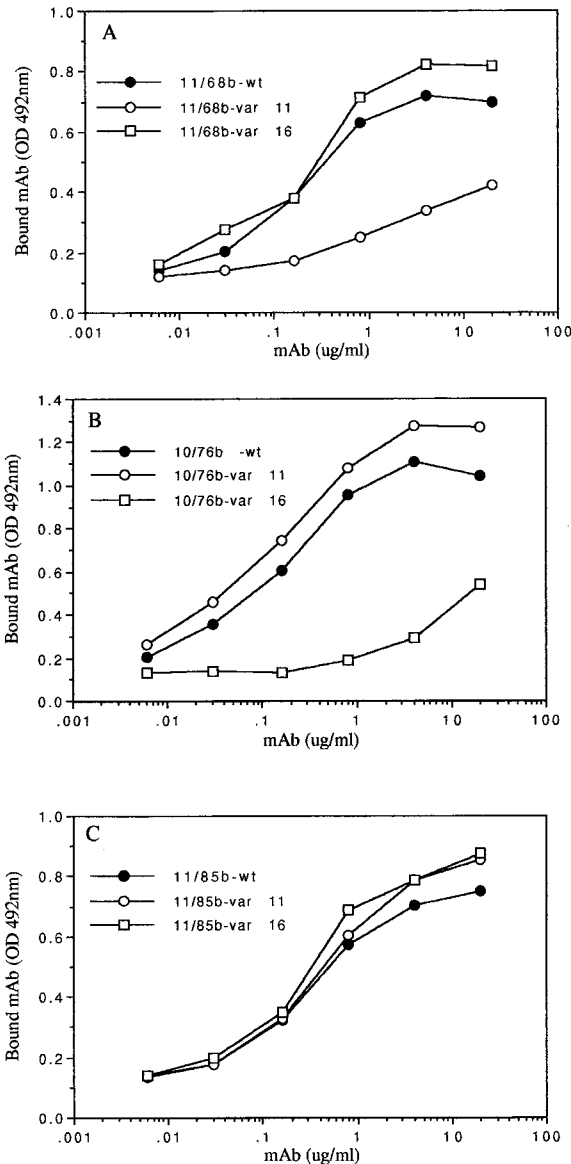 A
1.0
0.8
0.6
0.4
0.2
0.0
Bound mAb (OD 492nm)
11/68b-wt
11/68b-var 11
11/68b-var 16
.001 .01 .1 1 10 100
mAb (ug/ml)
B
1.4
1.2
1.0
0.8
0.6
0.4
0.2
0.0
Bound mAb (OD 492nm)
10/76b -wt
10/76b-var 11
10/76b-var 16
.001 .01 .1 1 10 100
mAb (ug/ml)
C
1.0
0.8
0.6
0.4
0.2
0.0
Bound mAb (OD 492nm)
11/85b-wt
11/85b-var 11
11/85b-var 16
.001 .01 .1 1 10 100
mAb (ug/ml)